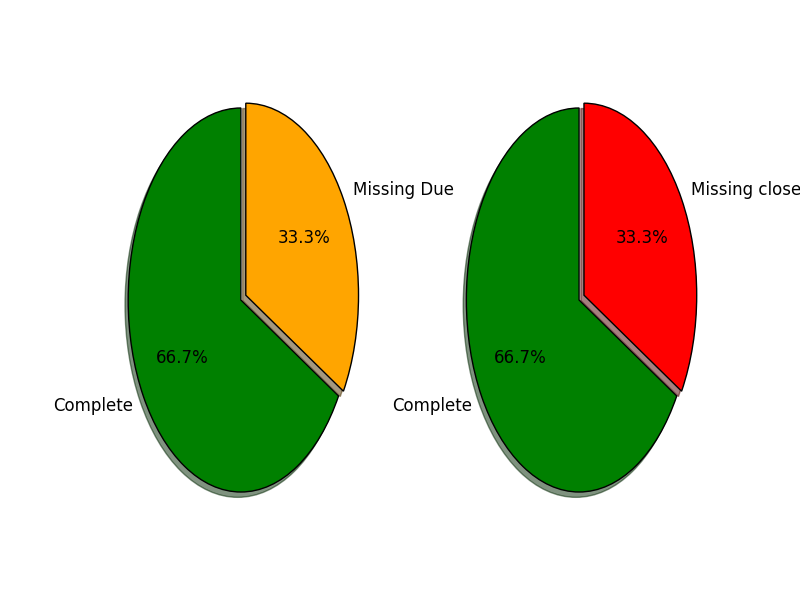 Missing Due
33.3%
66.7%
Complete
Missing close
33.3%
66.7%
Complete